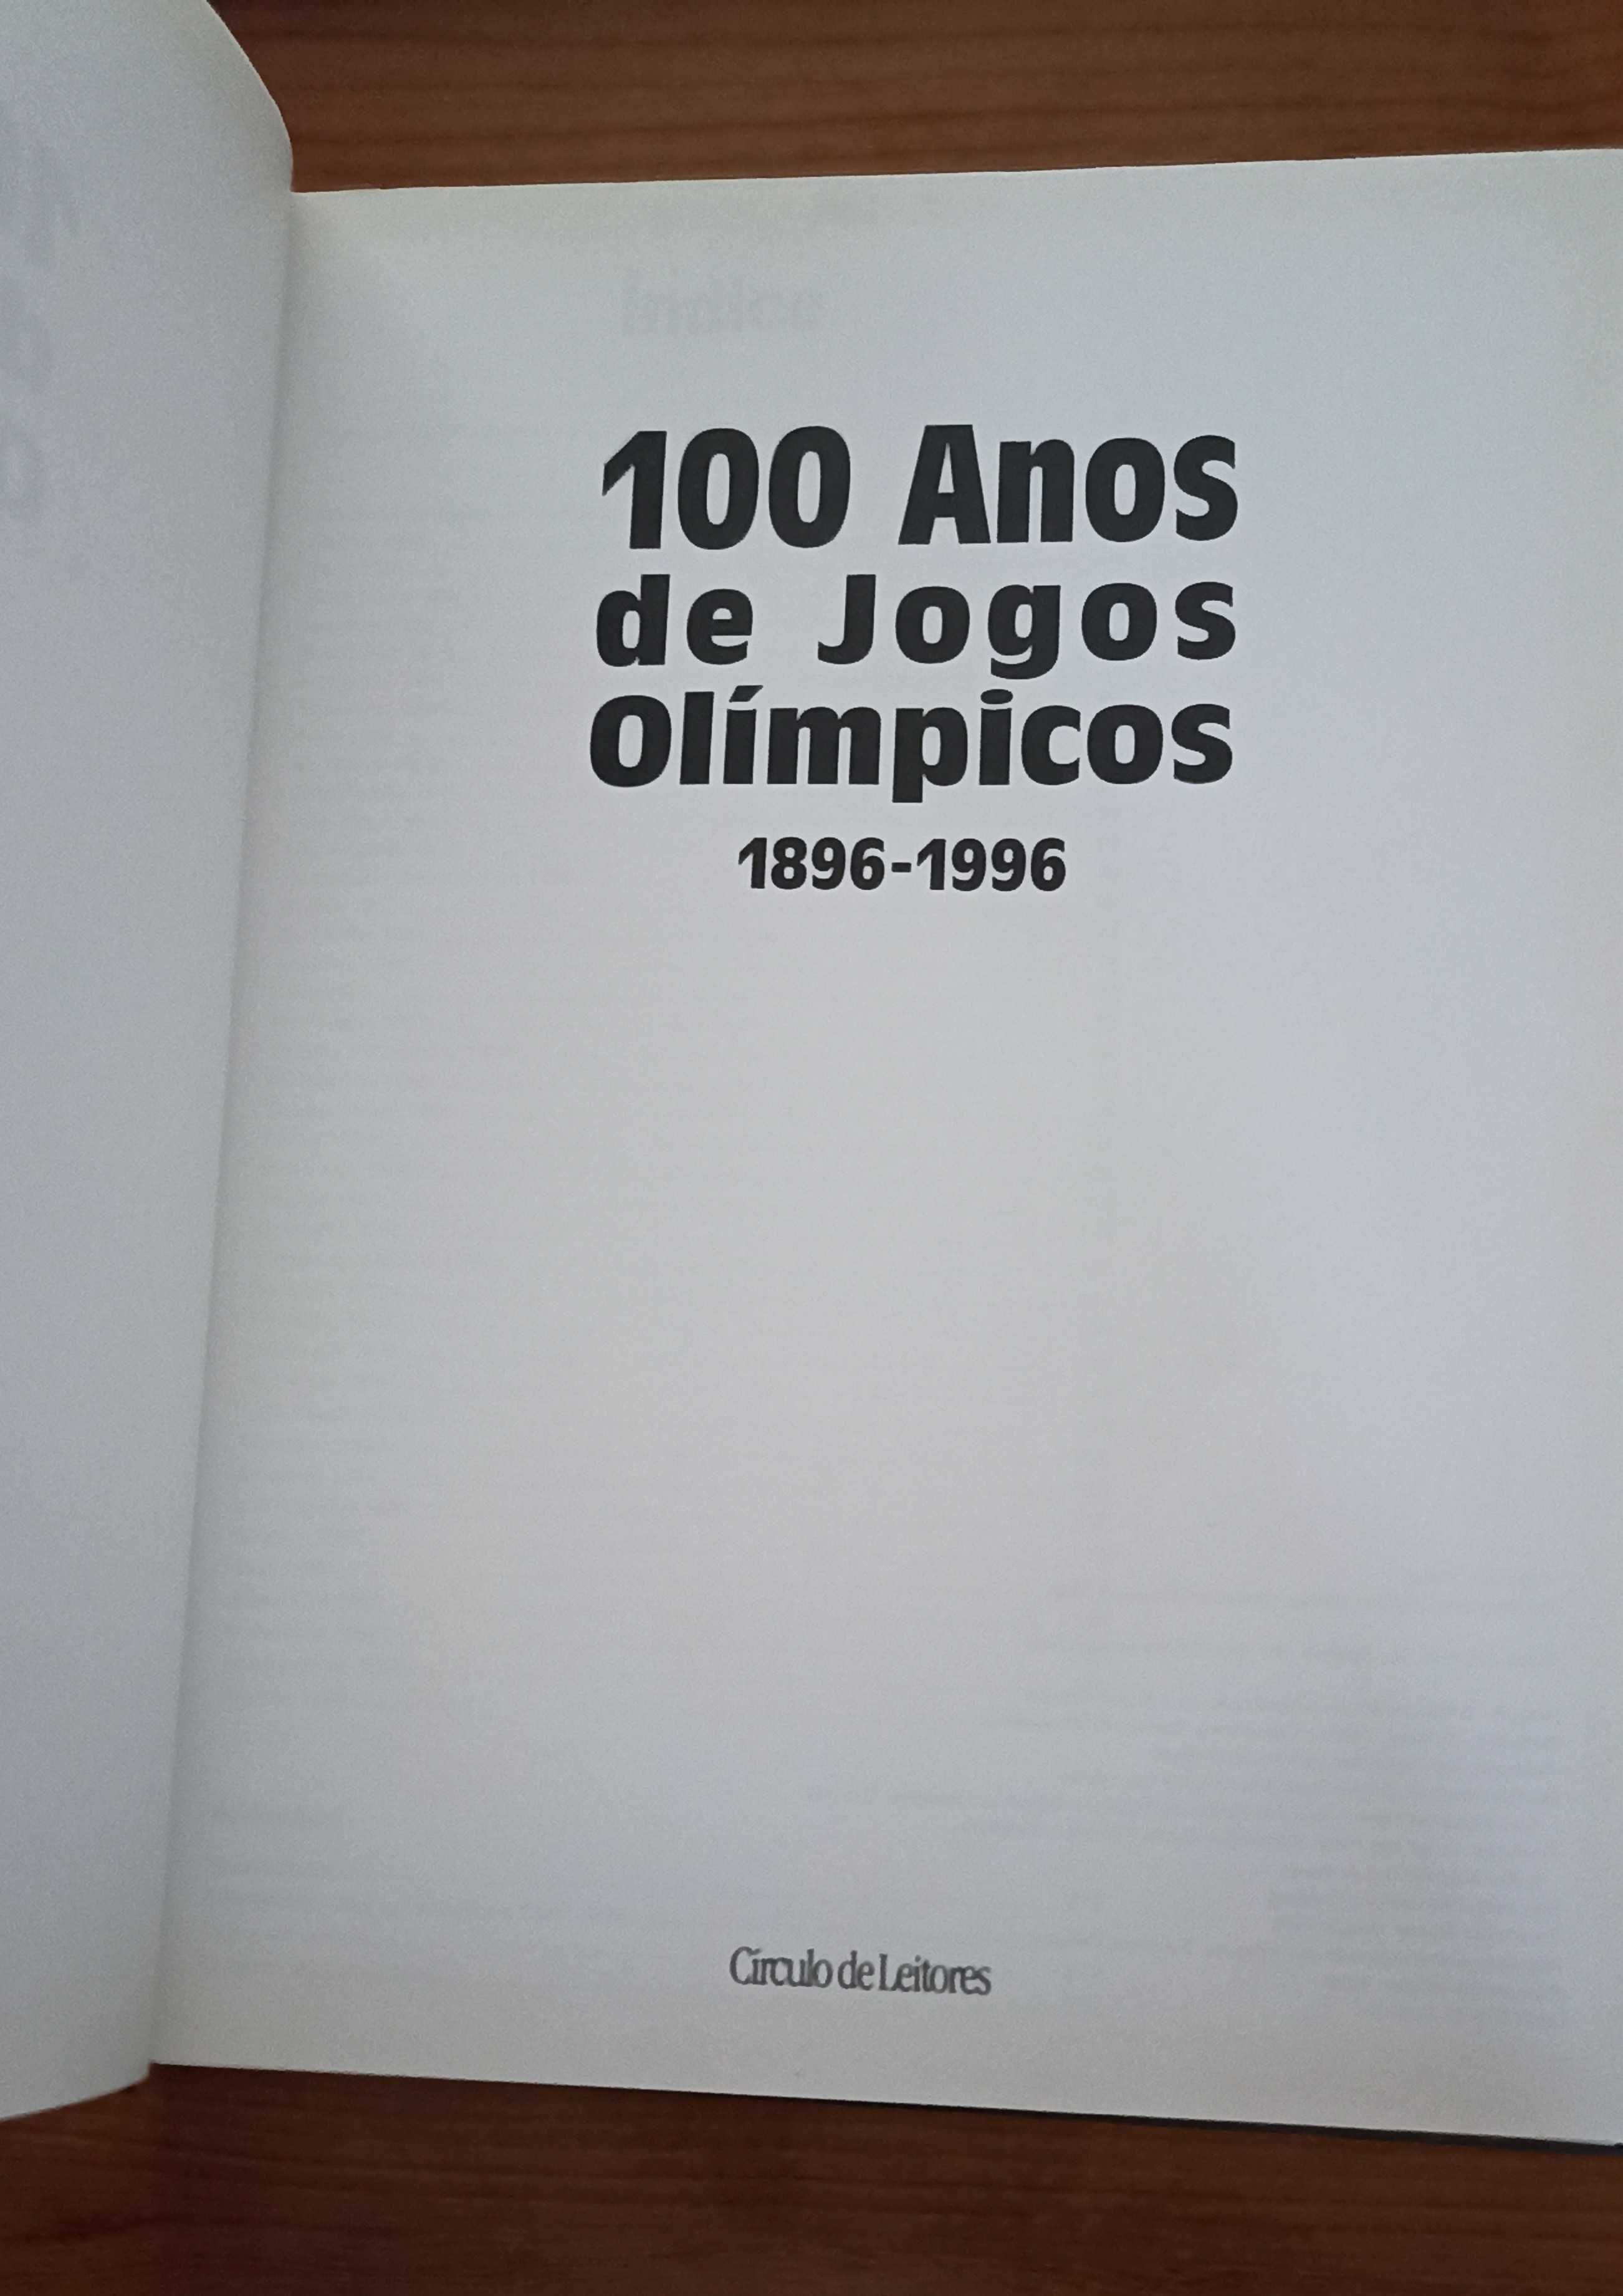 100 Anos
de Jogos
Olímpicos
1896-1996
Círculo de Leitores